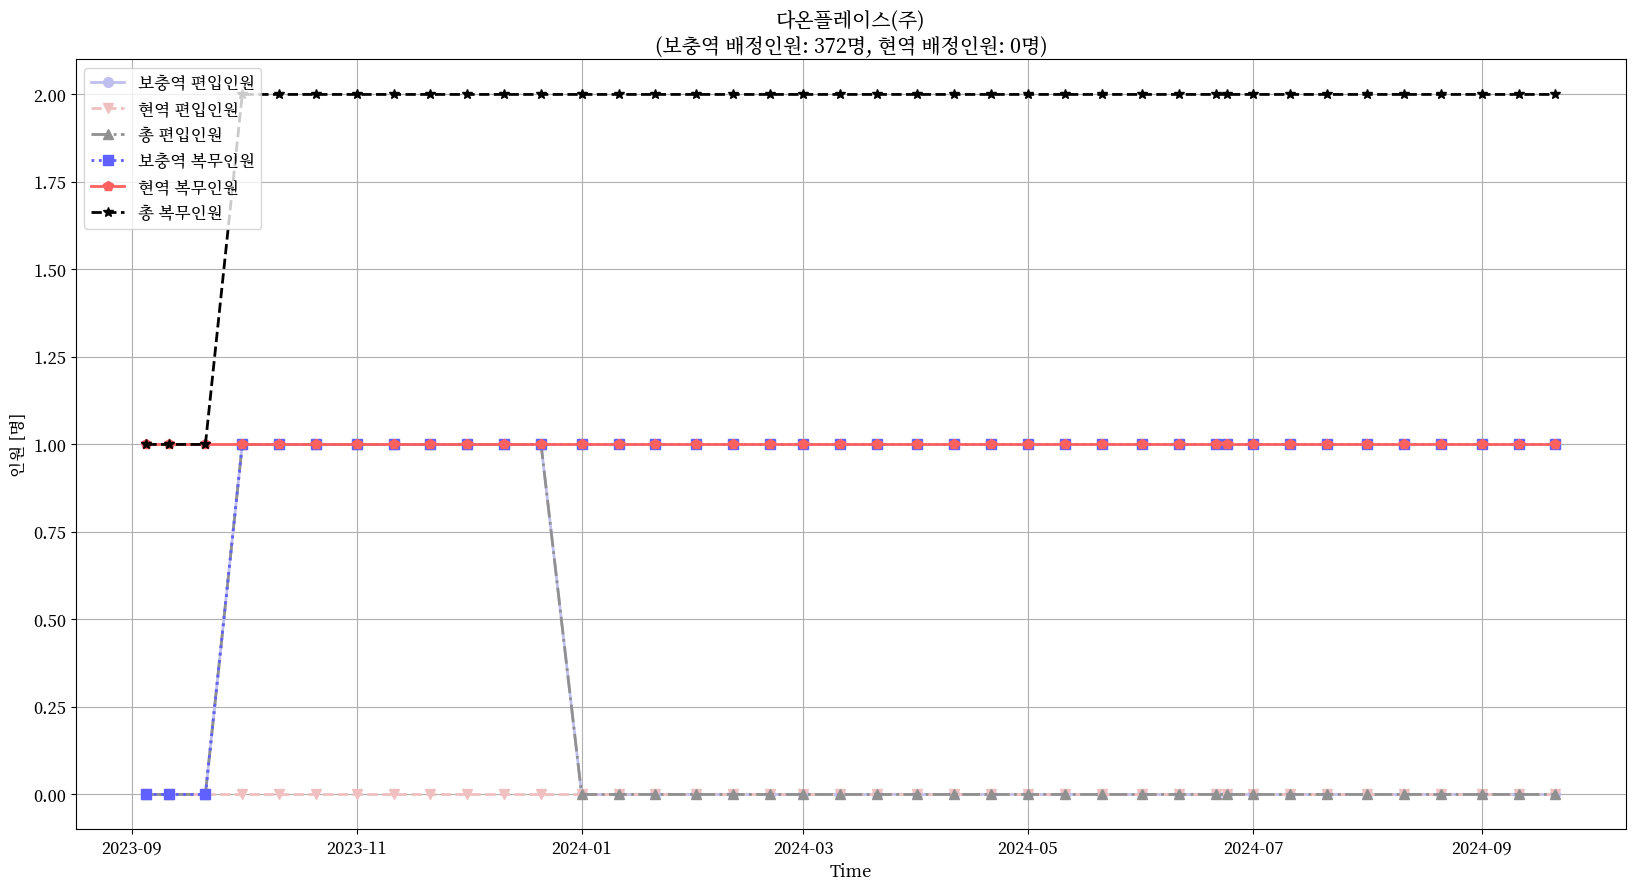 다온플레이스(주)
(보충역 배정인원: 372명, 현역 배정인원: 0명)
보충역 편입인원
현역 편입인원
총 편입인원
보충역 복무인원
현역 복무인원
총 복무인원
2.00
1.75
1.50
1.25
1.00
0.75
0.50
0.25
0.00
인원 [명]
2023-09 2023-11 2024-01 2024-03 2024-05 2024-07 2024-09
Time